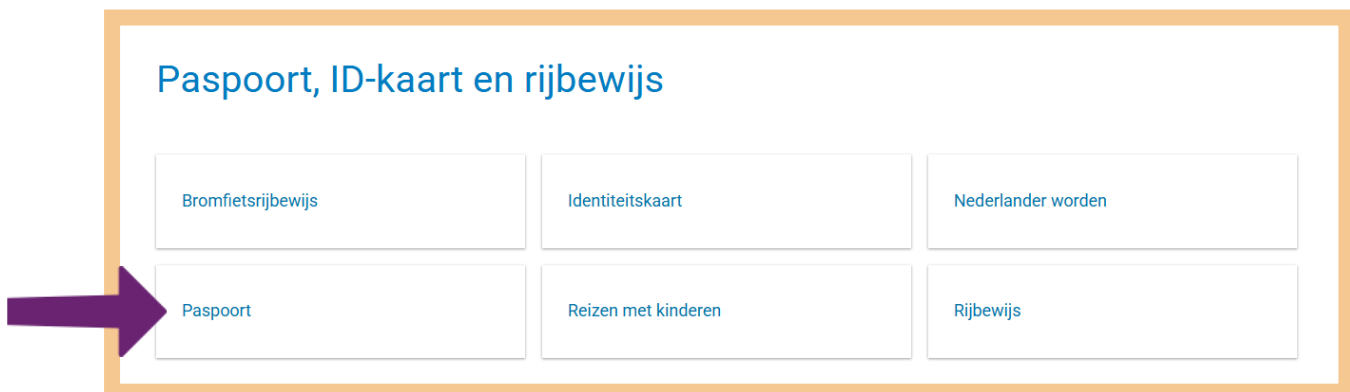 Paspoort, ID-kaart en rijbewijs
Bromfietsrijbewijs
Identiteitskaart
Nederlander worden
Paspoort
Reizen met kinderen
Rijbewijs